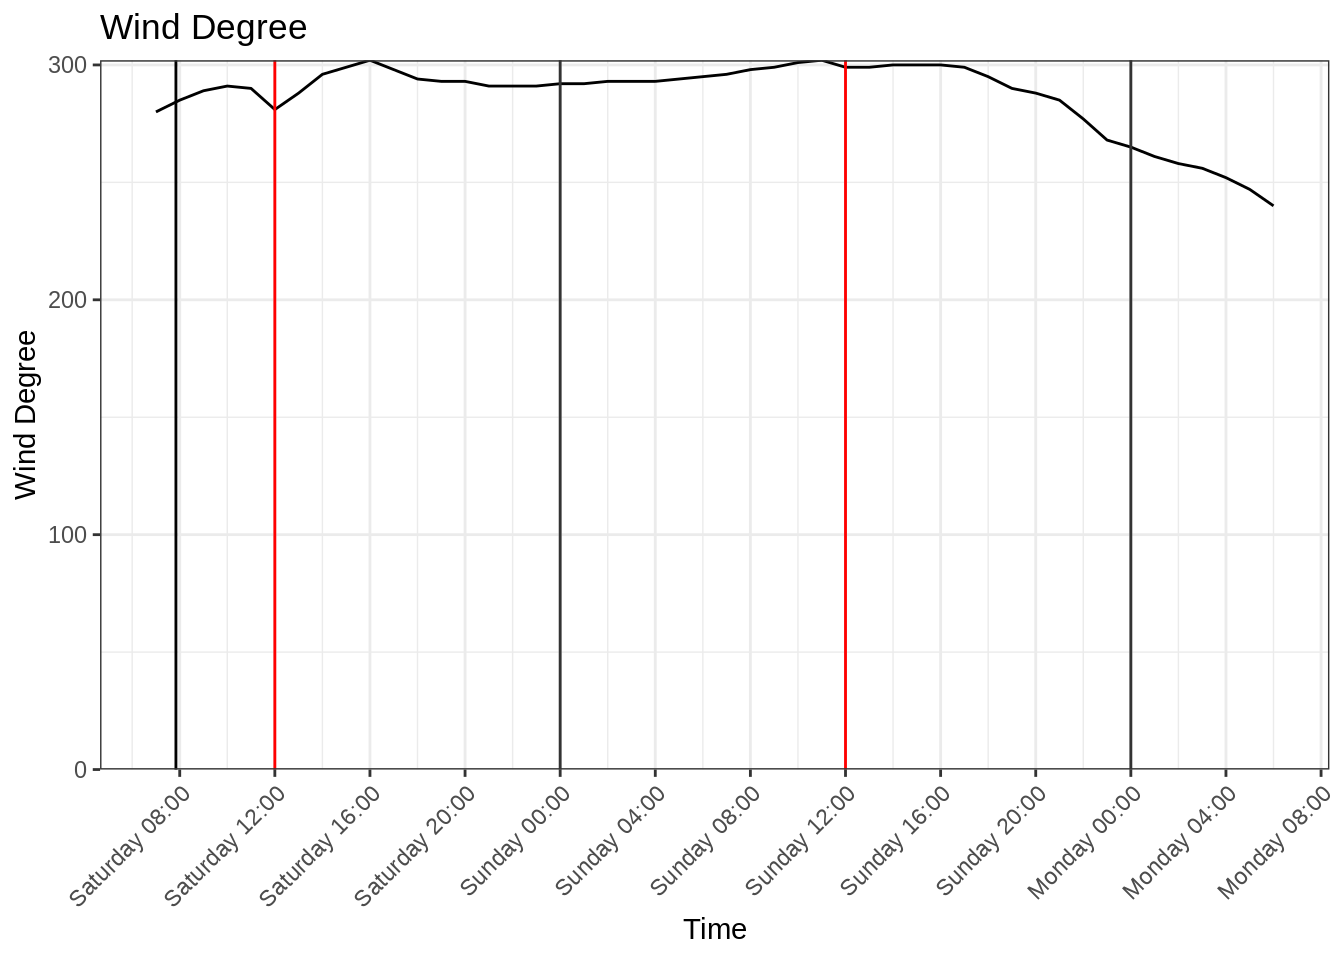 Wind Degree
300
200
100
0
Wind Degree
Saturday 08:00
Saturday 12:00
Saturday 16:00
Saturday 20:00
Sunday 00:00
Sunday 04:00
Sunday 08:00
Sunday 12:00
Sunday 16:00
Sunday 20:00
Monday 00:00
Monday 04:00
Monday 08:00
Time